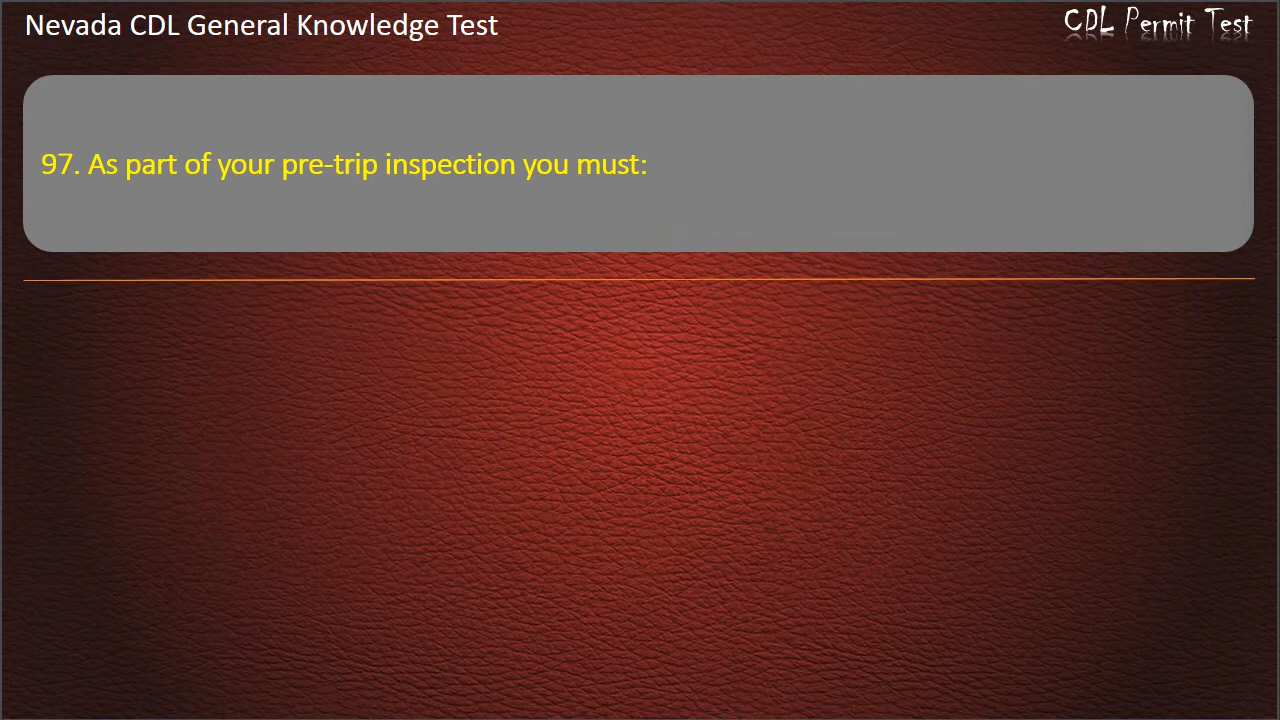 Nevada CDL General Knowledge Test
CDL Permit Test
97. As part of your pre-trip inspection you must: